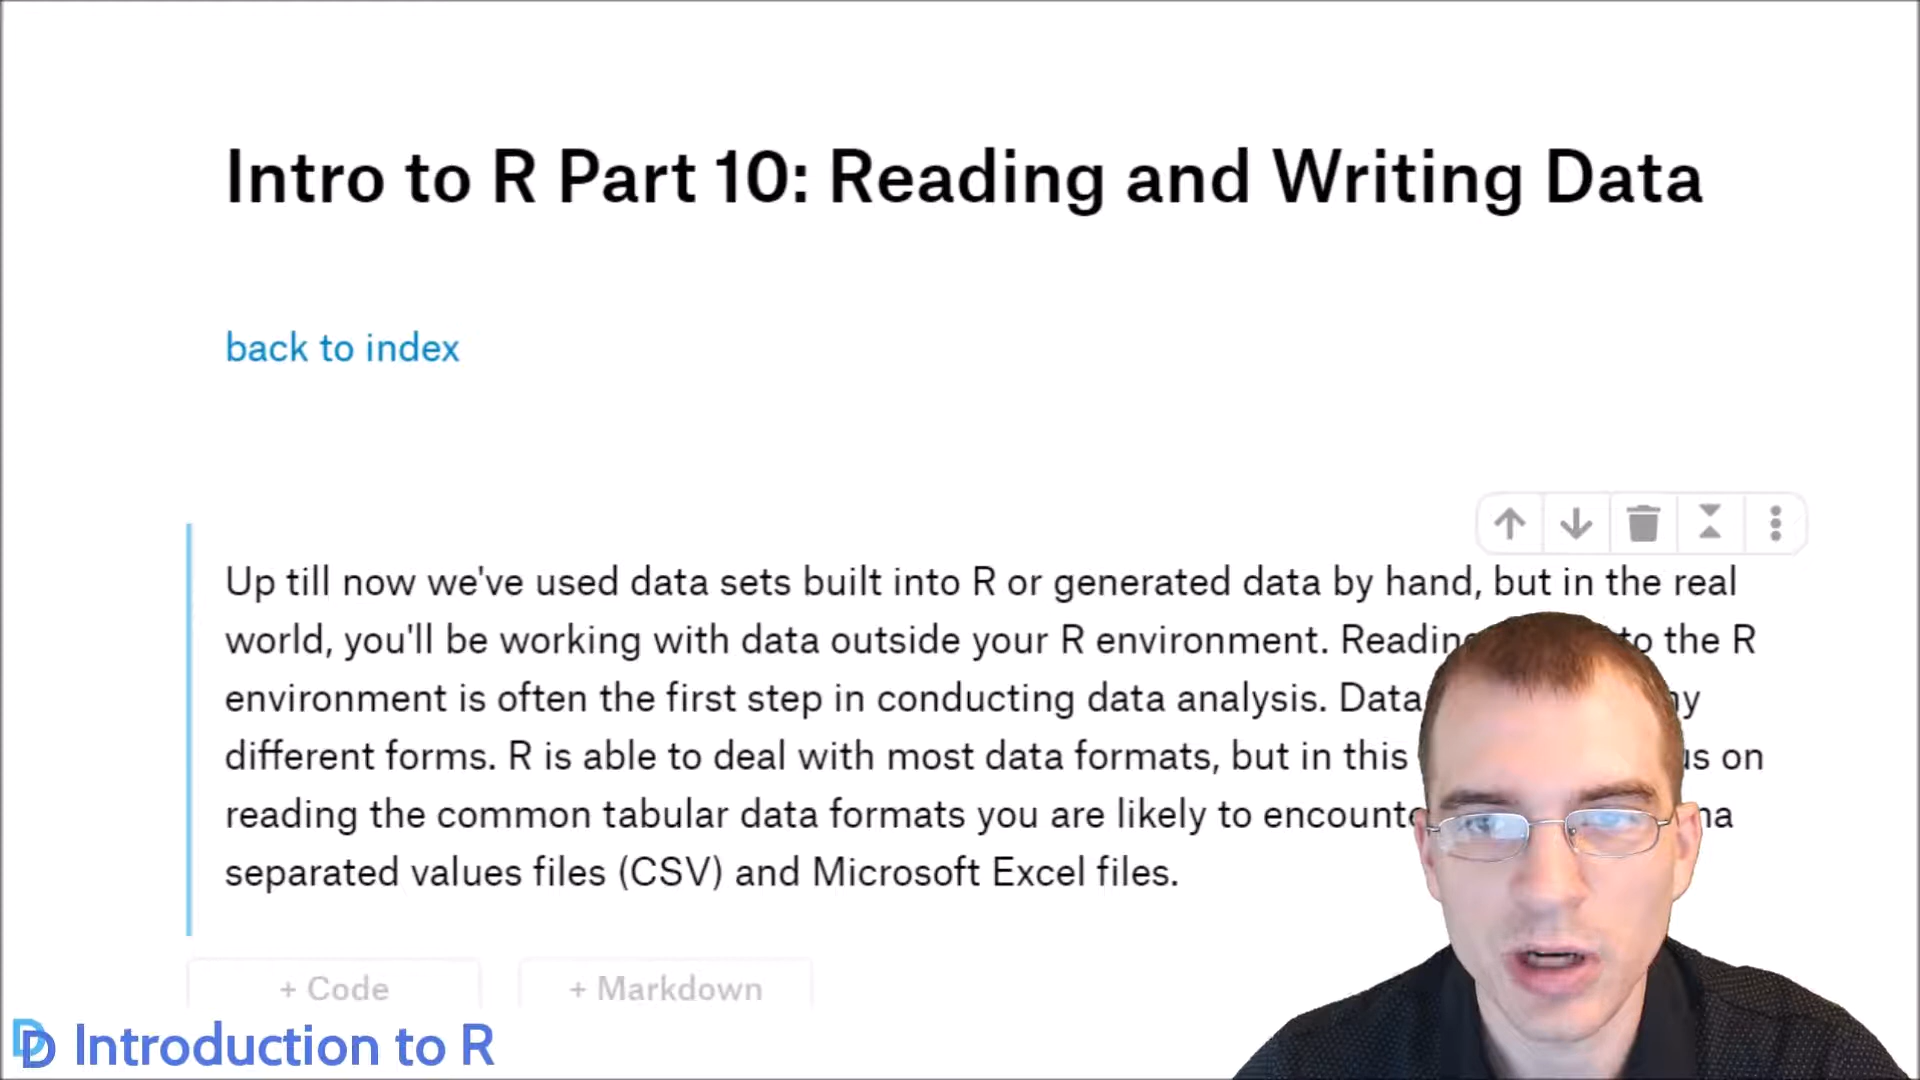 Intro to R Part 10: Reading and Writing Data
back to index
Up till now we've used data sets built into R or generated data by hand, but in the real
world, you'll be working with data outside your R environment. to the R
environment is often the first step in conducting data analysis. Data
different forms. R is able to deal with most data formats, but in this on
reading the common tabular data formats you are likely to
separated values files (CSV) and Microsoft Excel files.
+ Code
+ Markdown
Introduction to R